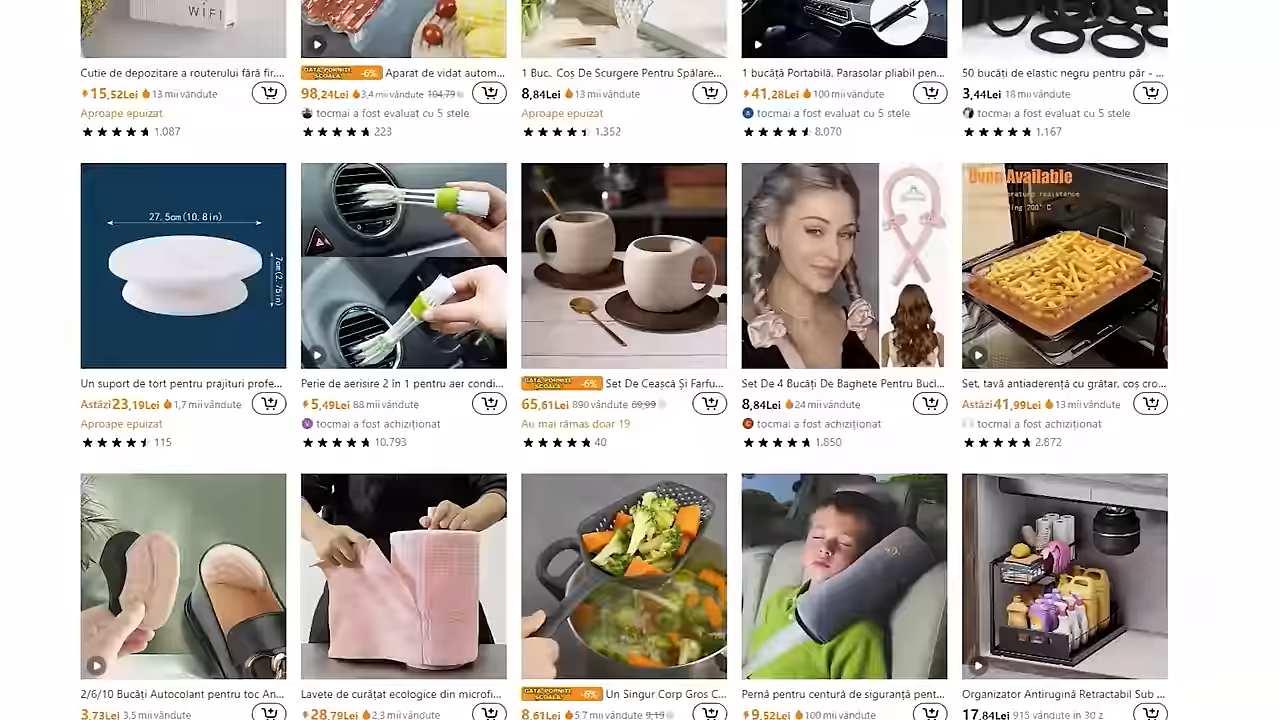 WiFi
Cutie de depozitare a routerului fără fir,...
15,52Lei 13 mii vândute
Aproape epuizat
1.087
GATA, PORNIȚI ȘCOALA! -6% Aparat de vidat autom...
98,24Lei 3,4 mii vândute 104,79
tocmai a fost evaluat cu 5 stele
223
1 Buc. Coș De Scurgere Pentru Spălare...
8,84Lei 13 mii vândute
Aproape epuizat
1.352
1 bucată Portabilă. Parasolar pliabil pen...
41,28Lei 100 mii vândute
tocmai a fost evaluat cu 5 stele
8.070
50 bucăți de elastic negru pentru păr - ...
3,44Lei 18 mii vândute
tocmai a fost evaluat cu 5 stele
1.167
27.5cm(10.8in)
7cm(2.75in)
Un suport de tort pentru prajituri profe...
Astăzi 23,19Lei 1,7 mii vândute
Aproape epuizat
115
Perie de aerisire 2 în 1 pentru aer condi...
5,49Lei 88 mii vândute
tocmai a fost achiziționat
10.793
GATA, PORNIȚI ȘCOALA! -6% Set De Ceașcă Și Farfu...
65,61Lei 890 vândute 69,99
Au mai rămas doar 19
40
Set De 4 Bucăți De Baghete Pentru Bucl...
8,84Lei 24 mii vândute
tocmai a fost achiziționat
1.850
Oven Available
ing 200° C
Set, tavă antiaderentă cu grătar, coș cro...
Astăzi 41,99Lei 13 mii vândute
tocmai a fost achiziționat
2.872
2/6/10 Bucăți Autocolant pentru toc An...
3,73Lei 3,5 mii vândute
Lavete de curățat ecologice din microfi...
28,79Lei 2,3 mii vândute
GATA, PORNIȚI ȘCOALA! -6% Un Singur Corp Gros C...
8,61Lei 5,7 mii vândute 9,19
Pernă pentru centură de siguranță pent...
9,52Lei 100 mii vândute
Organizator Antirugină Retractabil Sub ...
17,84Lei 915 vândute în 30 z